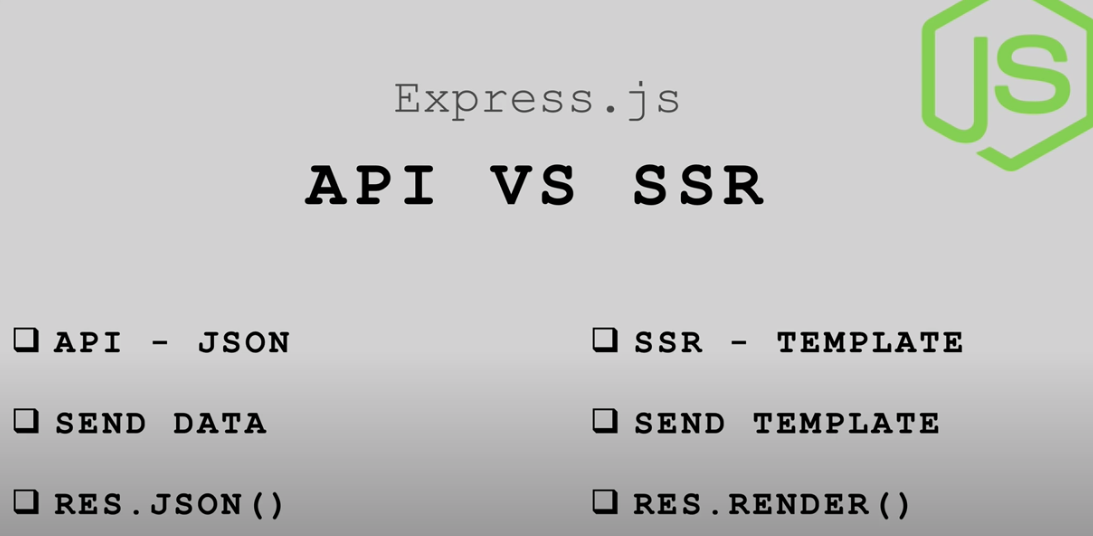 JS
Express.js
API VS SSR
❑ API - JSON
❑ SEND DATA
❑ RES.JSON()
❑ SSR - TEMPLATE
❑ SEND TEMPLATE
❑ RES.RENDER()